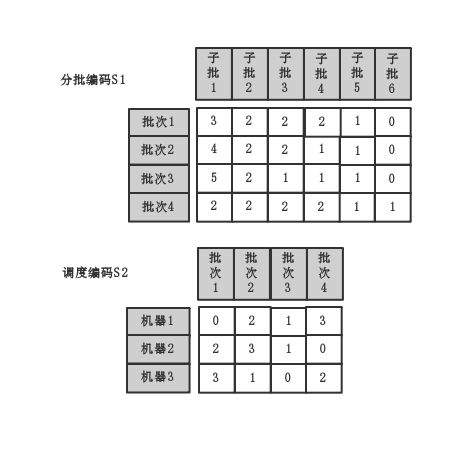 分批编码S1
子批1 子批2 子批3 子批4 子批5 子批6
批次1 3 2 2 2 1 0
批次2 4 2 2 1 1 0
批次3 5 2 1 1 1 0
批次4 2 2 2 2 1 1
调度编码S2
批次1 批次2 批次3 批次4
机器1 0 2 1 3
机器2 2 3 1 0
机器3 3 1 0 2